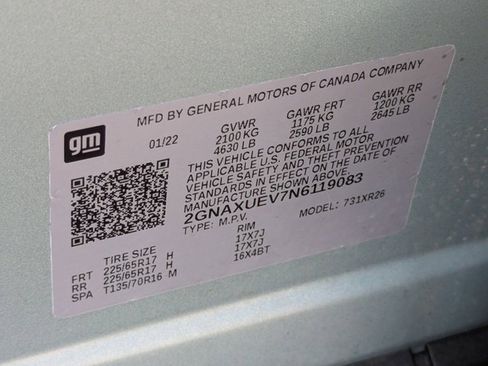 gm
MFD BY GENERAL MOTORS OF CANADA COMPANY
01/22 GVWR GAWR FRT GAWR RR
2100 KG 1175 KG 1200 KG
4630 LB 2590 LB 2645 LB
THIS VEHICLE CONFORMS TO ALL
APPLICABLE U.S. FEDERAL MOTOR
VEHICLE SAFETY AND THEFT PREVENTION
STANDARDS IN EFFECT ON THE DATE OF
MANUFACTURE SHOWN ABOVE.
2GNAXUEV7N6119083
TYPE: M.P.V. MODEL: 731XR26
TIRE SIZE RIM
FRT 225/65R17 H 17X7J
RR 225/65R17 H 17X7J
SPA T135/70R16 M 16X4BT